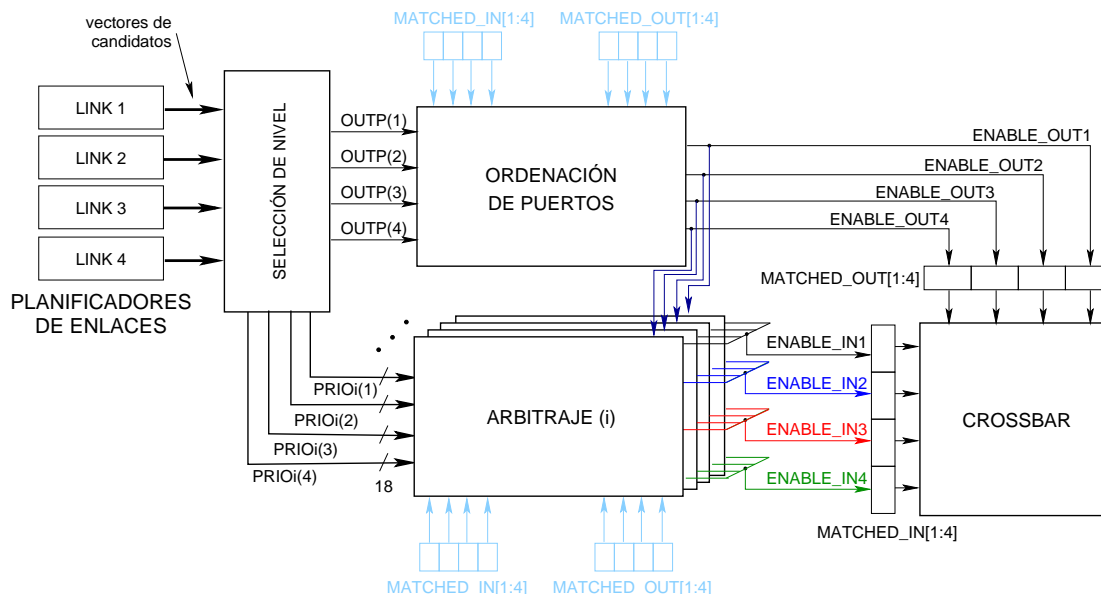 MATCHED_IN[1:4]
MATCHED_OUT[1:4]
vectores de
candidatos
LINK 1
LINK 2
LINK 3
LINK 4
PLANIFICADORES
DE ENLACES
SELECCIÓN DE NIVEL
OUTP(1)
OUTP(2)
OUTP(3)
OUTP(4)
ORDENACIÓN
DE PUERTOS
ENABLE_OUT1
ENABLE_OUT2
ENABLE_OUT3
ENABLE_OUT4
MATCHED_OUT[1:4]
PRIOi(1)
PRIOi(2)
PRIOi(3)
PRIOi(4)
18
ARBITRAJE (i)
ENABLE_IN1
ENABLE_IN2
ENABLE_IN3
ENABLE_IN4
CROSSBAR
MATCHED_IN[1:4]
MATCHED_IN[1:4]
MATCHED_OUT[1:4]